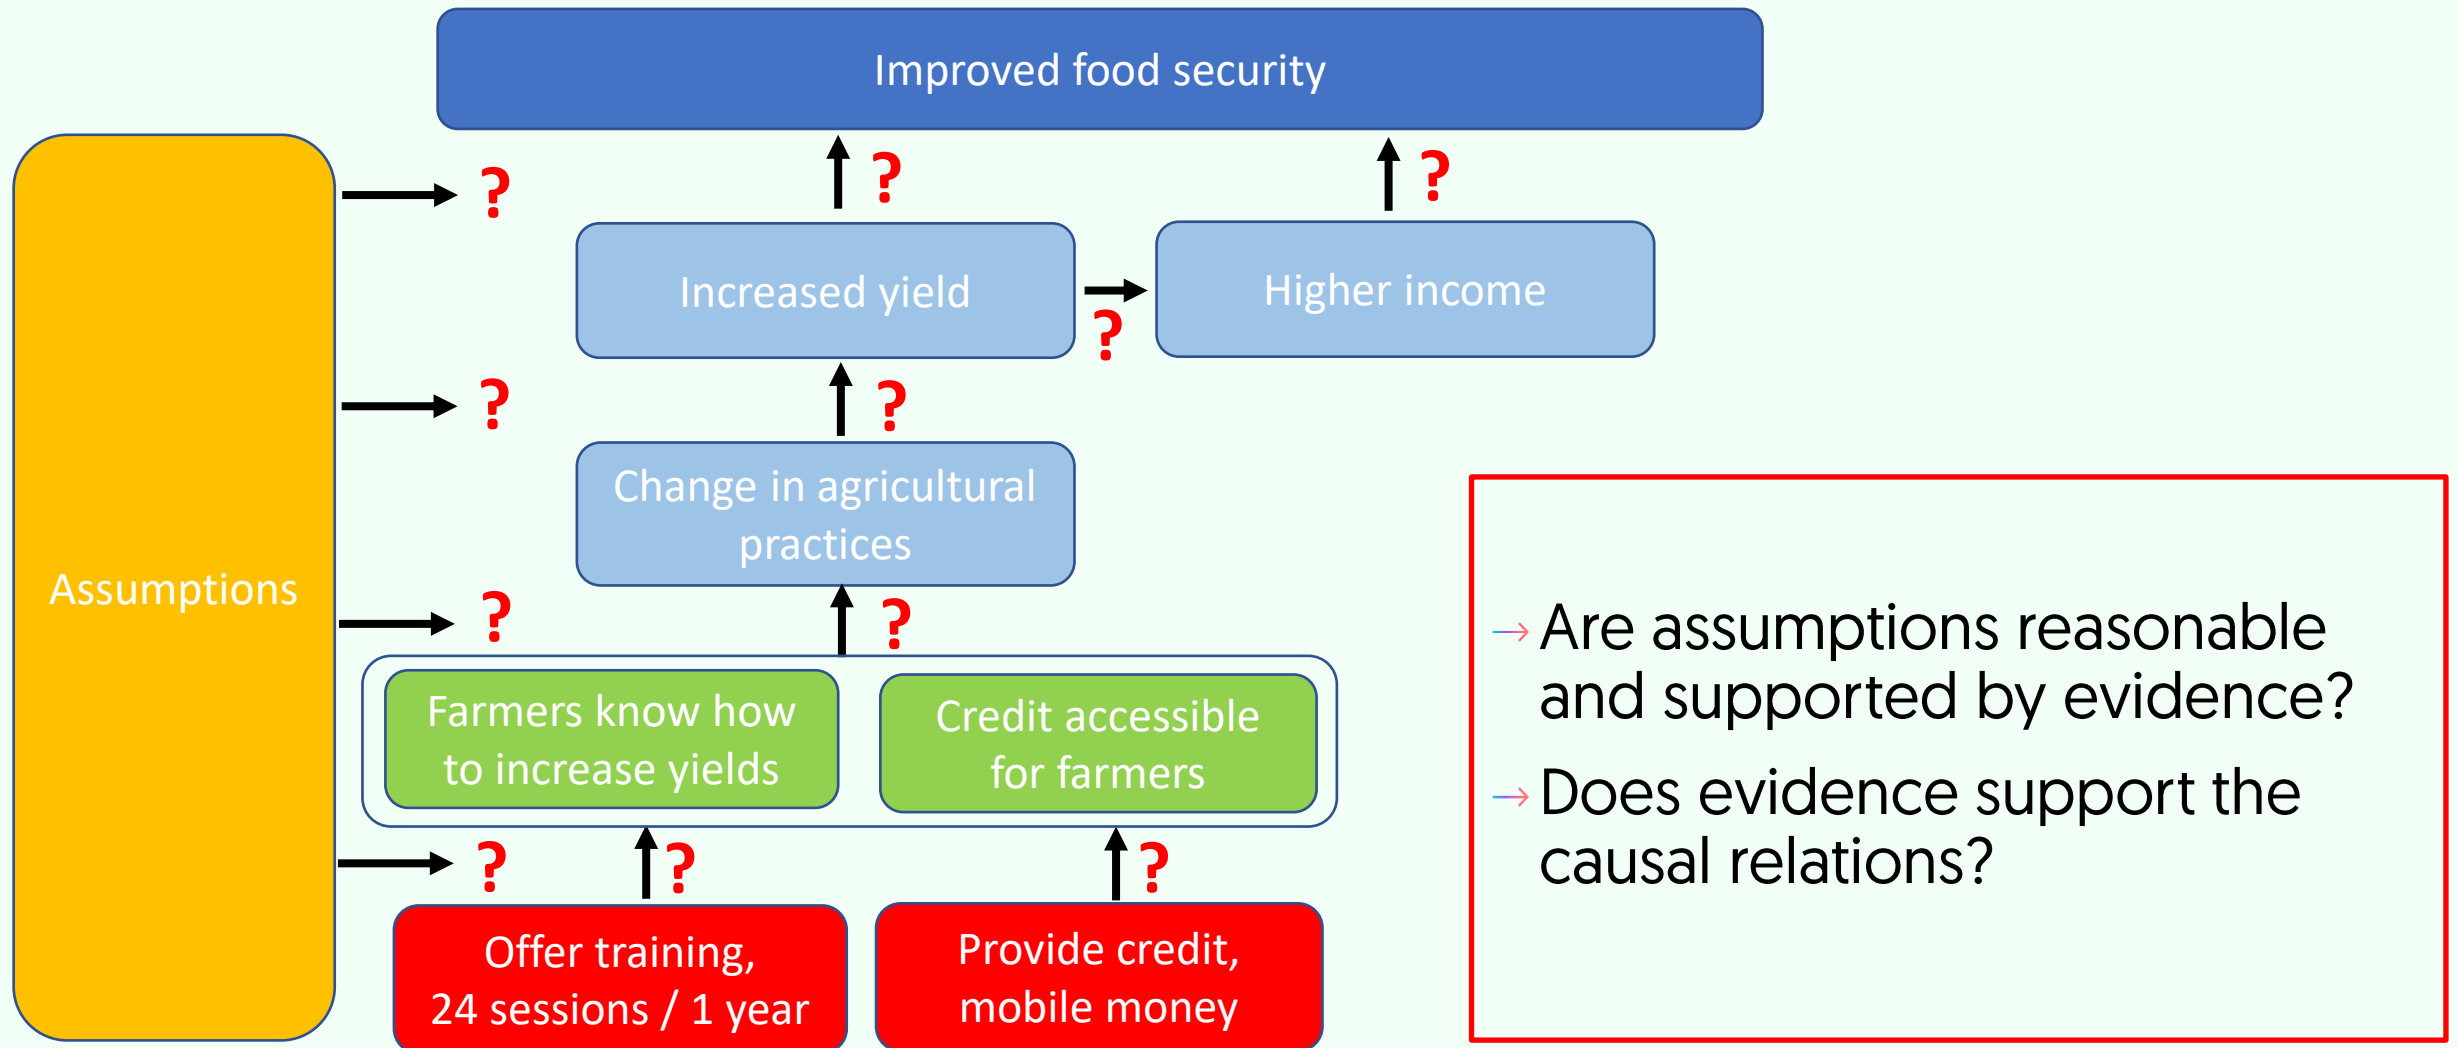 Improved food security
?
?
?
Increased yield
Higher income
?
?
?
Change in agricultural
practices
Assumptions
?
?
Farmers know how
to increase yields
Credit accessible
for farmers
?
?
?
Offer training,
24 sessions / 1 year
Provide credit,
mobile money
→ Are assumptions reasonable
and supported by evidence?
→ Does evidence support the
causal relations?